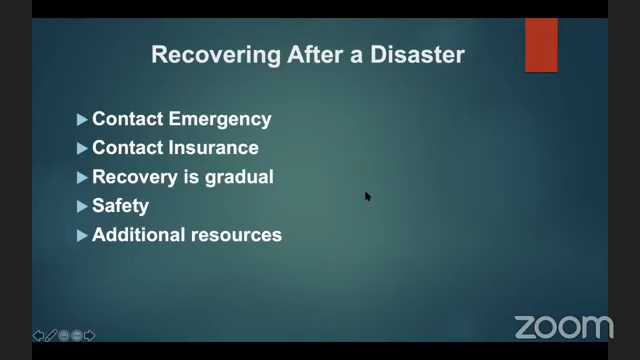 Recovering After a Disaster
Contact Emergency
Contact Insurance
Recovery is gradual
Safety
Additional resources
zoom